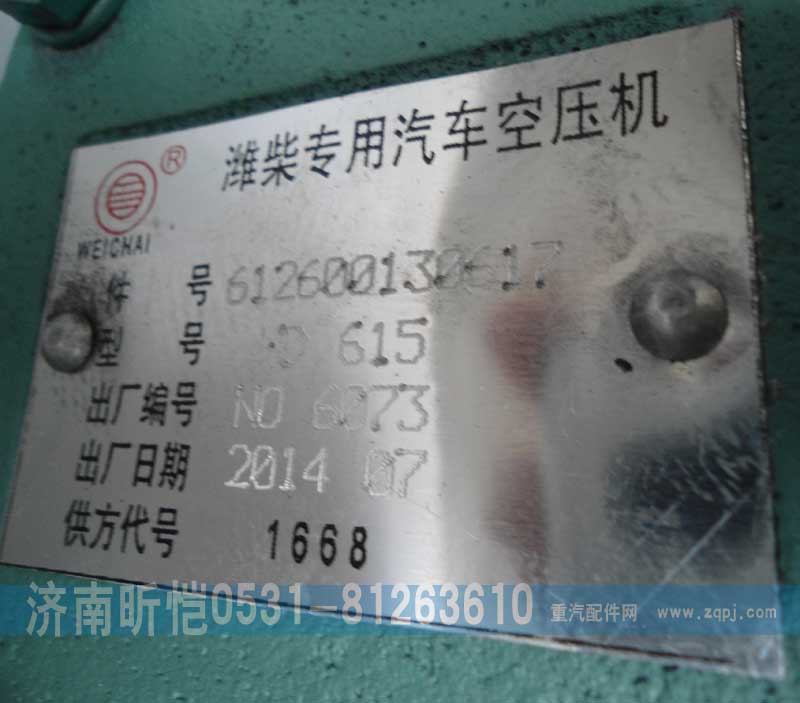 WEICHAI ®
潍柴专用汽车空压机
件 号 612600130617
型 号 615
出厂编号 NO 6073
出厂日期 2014 07
供方代号 1668
济南昕恺0531-81263610
重汽配件网 www.zqpj.com